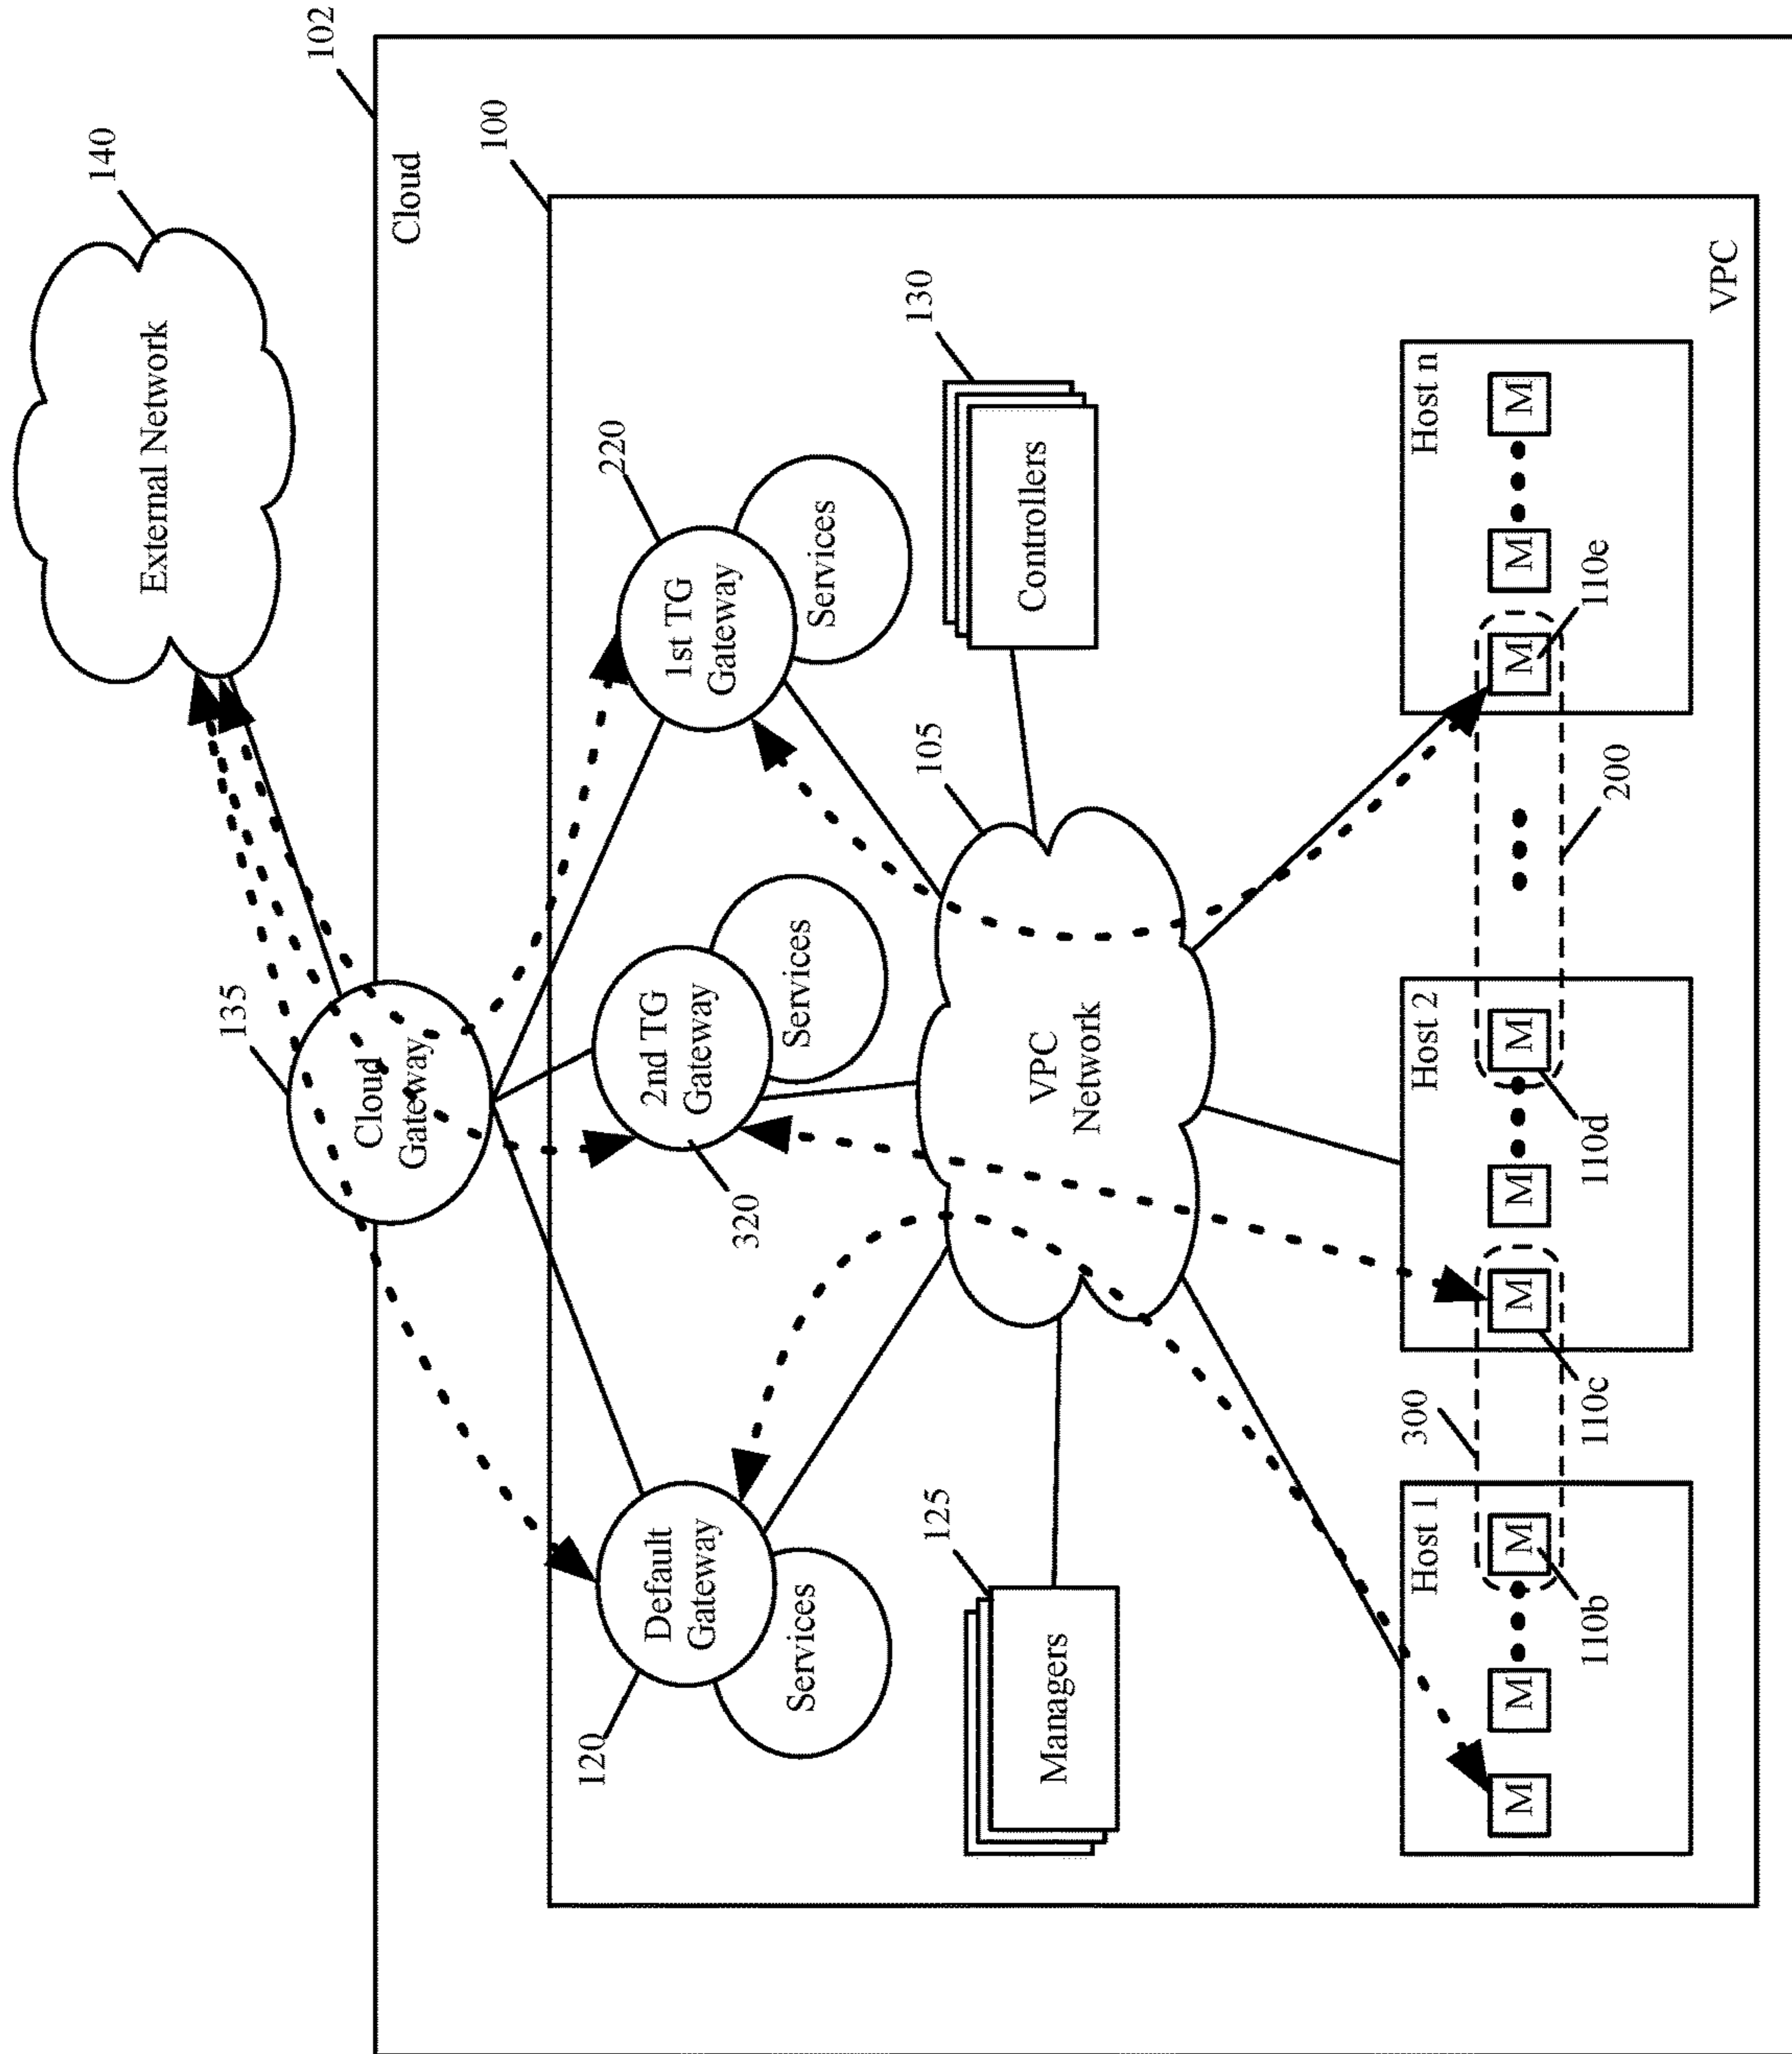 140
External Network
135
102
Cloud
Gateway
Cloud
100
120
220
Default
Gateway
2nd TG
Gateway
1st TG
Gateway
320
Services
Services
Services
125
105
130
Managers
VPC
Network
Controllers
Host 1
300
Host 2
Host n
M
M
M
M
M
M
M
M
M
110b
110c
110d
200
110e
VPC